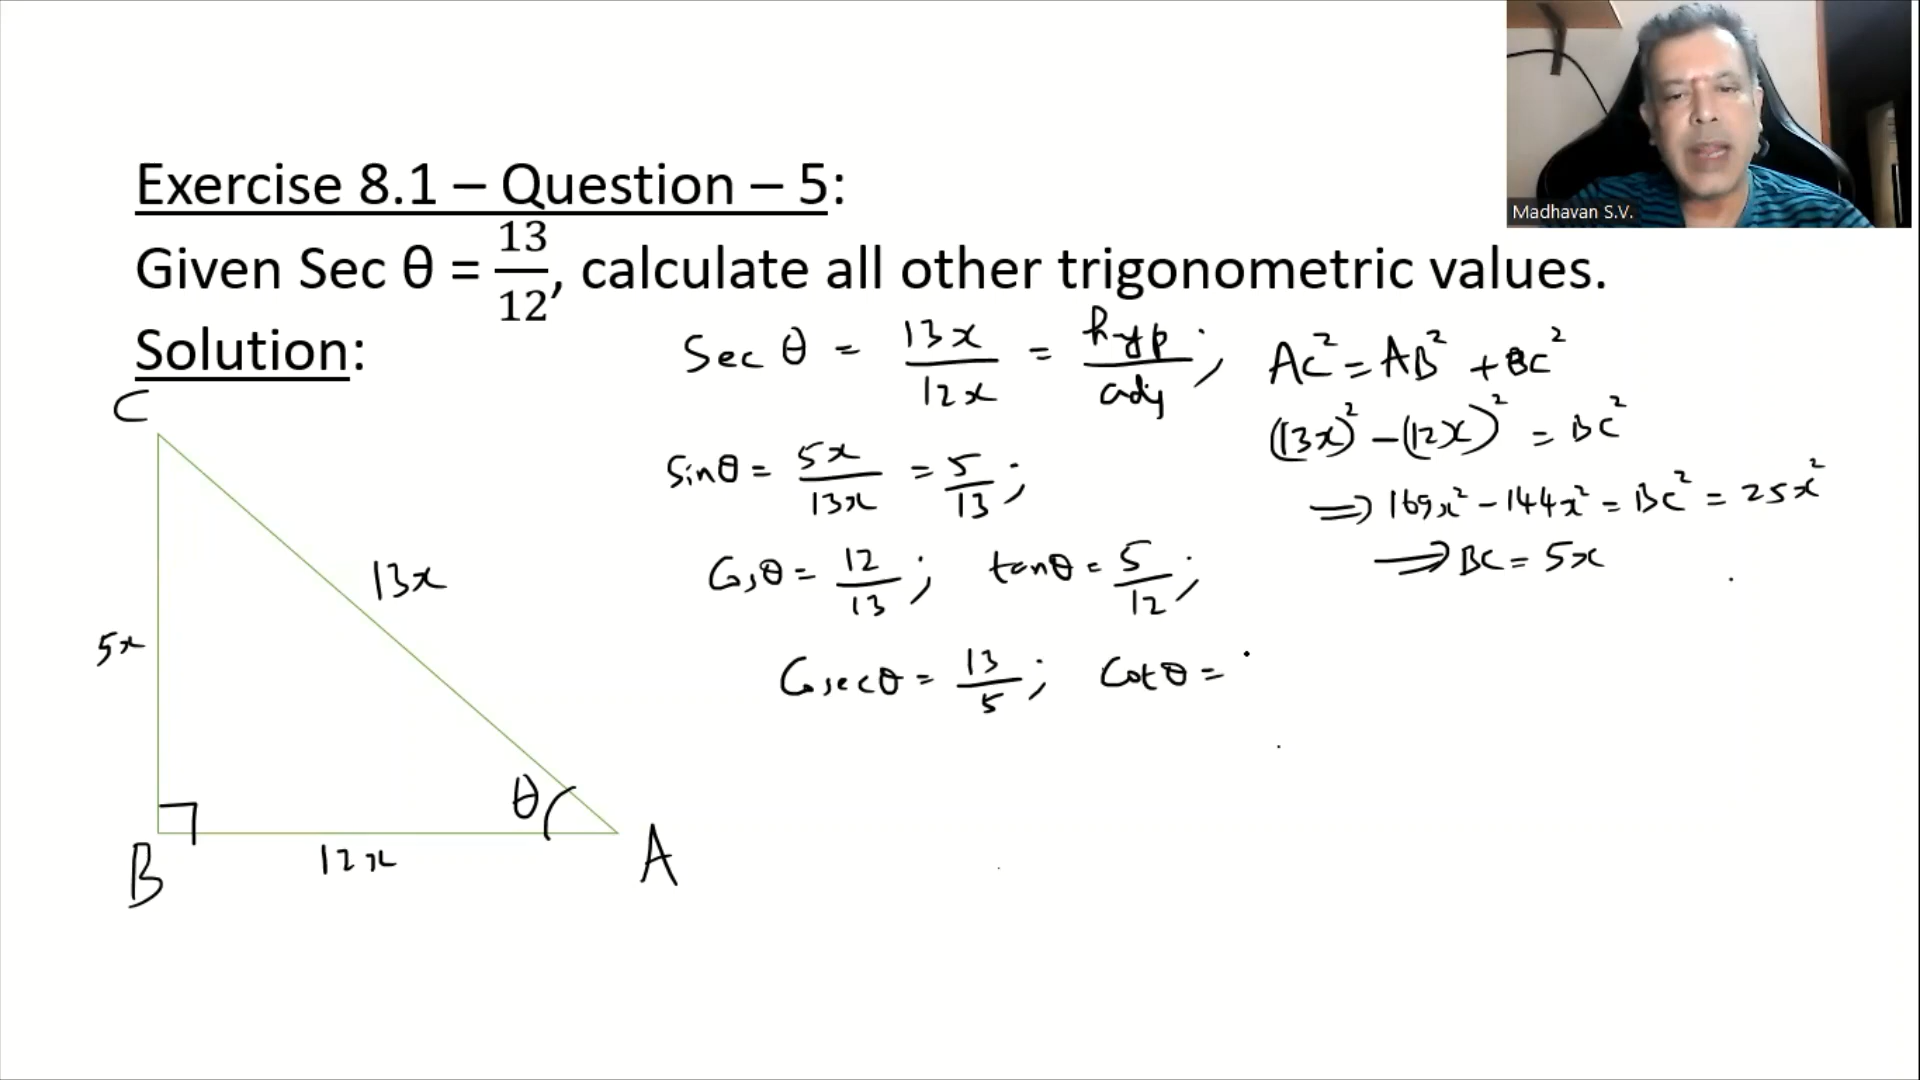 Madhavan S.V.
Exercise 8.1 – Question – 5:
Given Sec θ = 13/12, calculate all other trigonometric values.
Solution:
Sec θ = 13x/12x = hyp/adj ;
AC² = AB² + BC²
(13x)² – (12x)² = BC²
⇒ 169x² – 144x² = BC² = 25x²
⇒ BC = 5x
Sinθ = 5x/13x = 5/13 ;
Cosθ = 12/13 ; tanθ = 5/12 ;
Cosecθ = 13/5 ; Cotθ =
C
13x
5x
θ
B
12x
A